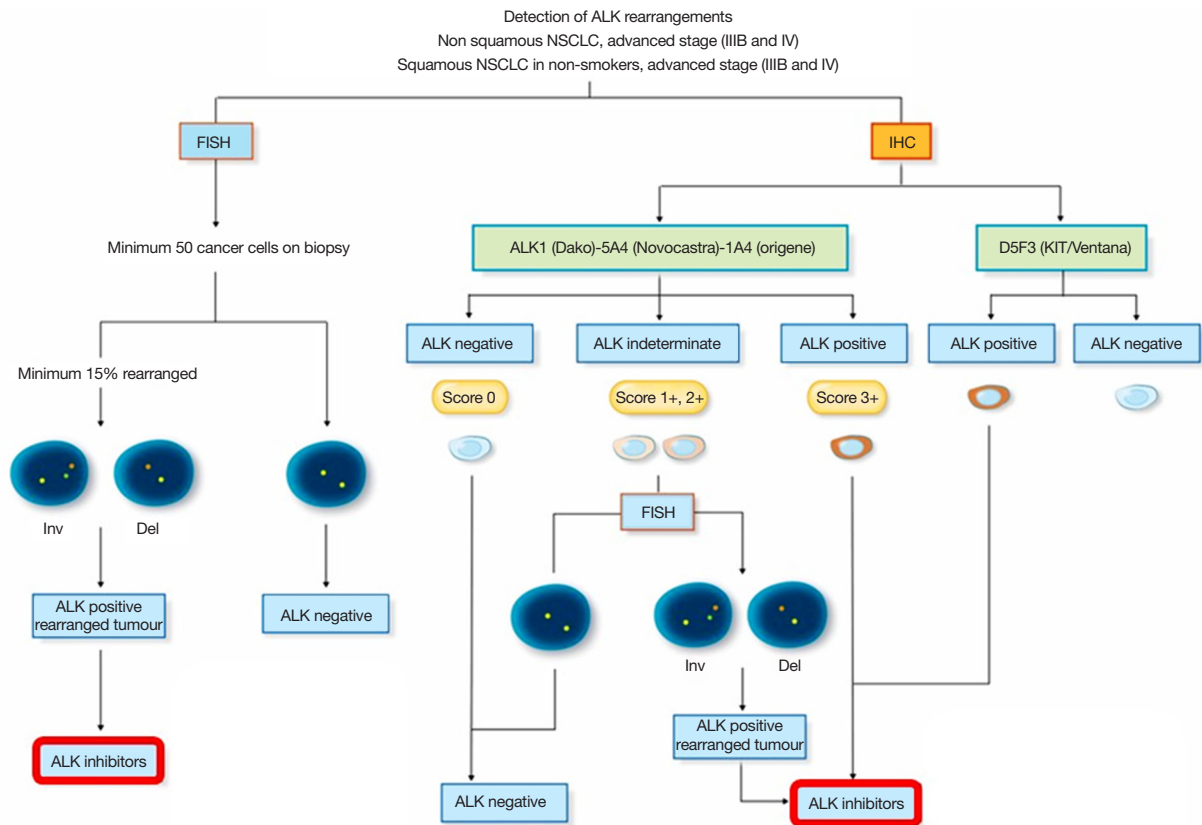 Detection of ALK rearrangements
Non squamous NSCLC, advanced stage (IIIB and IV)
Squamous NSCLC in non-smokers, advanced stage (IIIB and IV)
FISH
IHC
Minimum 50 cancer cells on biopsy
ALK1 (Dako)-5A4 (Novocastra)-1A4 (origene)
D5F3 (KIT/Ventana)
ALK negative
ALK indeterminate
ALK positive
ALK positive
ALK negative
Minimum 15% rearranged
Score 0
Score 1+, 2+
Score 3+
Inv
Del
FISH
ALK positive
rearranged tumour
ALK negative
Inv
Del
ALK positive
rearranged tumour
ALK inhibitors
ALK negative
ALK inhibitors